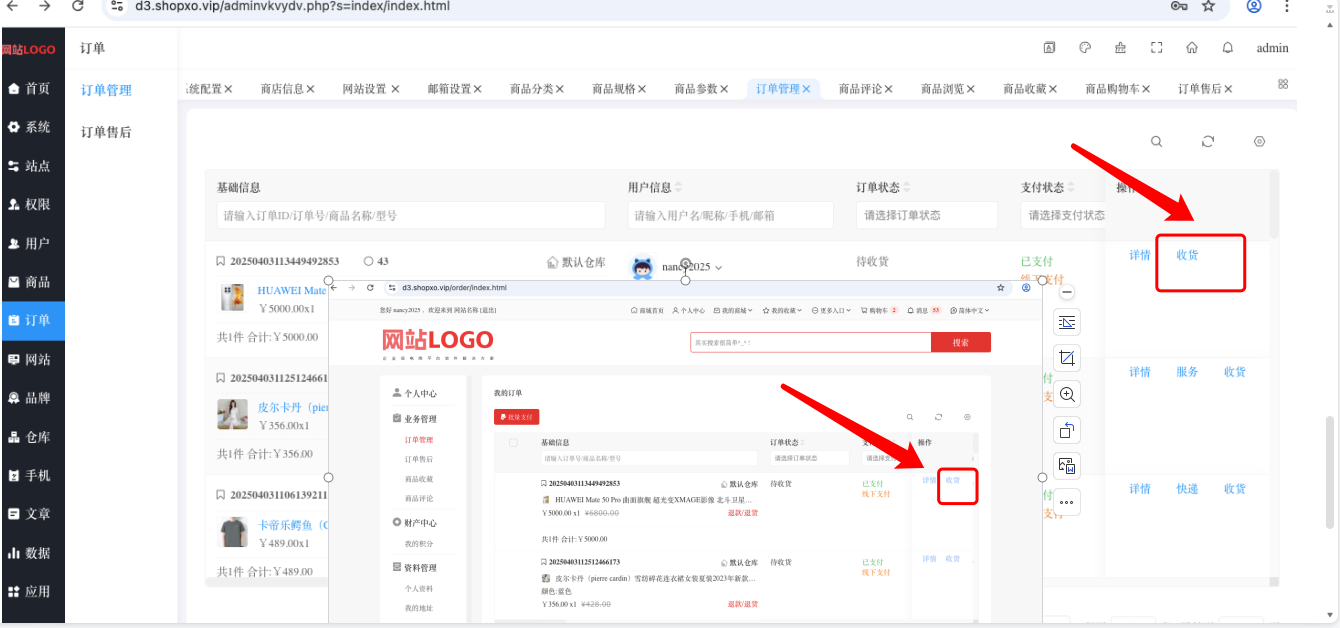 d3.shopxo.vip/adminvkvydv.php?s=index/index.html
网站LOGO
订单
admin
首页
系统
站点
权限
用户
商品
订单
网站
品牌
仓库
手机
文章
数据
应用
订单管理
订单售后
统配置 商店信息 网站设置 邮箱设置 商品分类 商品规格 商品参数 订单管理 商品评论 商品浏览 商品收藏 商品购物车 订单售后
基础信息 用户信息 订单状态 支付状态
请输入订单ID/订单号/商品名称/型号 请输入用户名/昵称/手机/邮箱 请选择订单状态 请选择支付状态
20250403113449492853 43 默认仓库 nancy2025 待收货 已支付 详情 收货
线下支付
HUAWEI Mate
￥5000.00x1
共1件 合计:￥5000.00
2025040311251246617
详情 服务 收货
皮尔卡丹（pier
￥356.00x1
共1件 合计:￥356.00
20250403110613921
详情 快递 收货
卡帝乐鳄鱼（C
￥489.00x1
共1件 合计:￥489.00
d3.shopxo.vip/order/index.html
您好 nancy2025， 欢迎来到 网站名称 [退出]
商城首页 个人中心 我的商城 我的收藏 更多入口 购物车 2 消息 53 简体中文
网站LOGO
企业级电商平台软件解决方案
其实搜索很简单^_^！ 搜索
个人中心
业务管理
订单管理
订单售后
商品收藏
商品评论
财产中心
我的积分
资料管理
个人资料
我的地址
我的订单
批量支付
基础信息 订单状态 操作
请输入订单号/商品名称/型号 请选择订单状态 请选择支
20250403113449492853 默认仓库 待收货 已支付 详情 收货
线下支付
HUAWEI Mate 50 Pro 曲面旗舰 超光变XMAGE影像 北斗卫星…
￥5000.00 x1 ¥6800.00 退款/退货
共1件 合计:￥5000.00
20250403112512466173 默认仓库 待收货 已支付 详情 收货
线下支付
皮尔卡丹（pierre cardin）雪纺碎花连衣裙女装夏装2023年新款…
颜色:蓝色
￥356.00 x1 ¥428.00 退款/退货